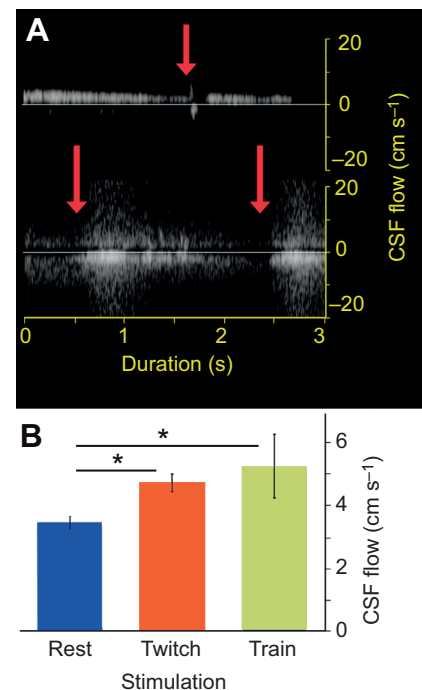 A
20
0
–20
20
0
–20
CSF flow (cm s–1)
0 1 2 3
Duration (s)
B
*
*
6
4
2
0
CSF flow (cm s–1)
Rest Twitch Train
Stimulation